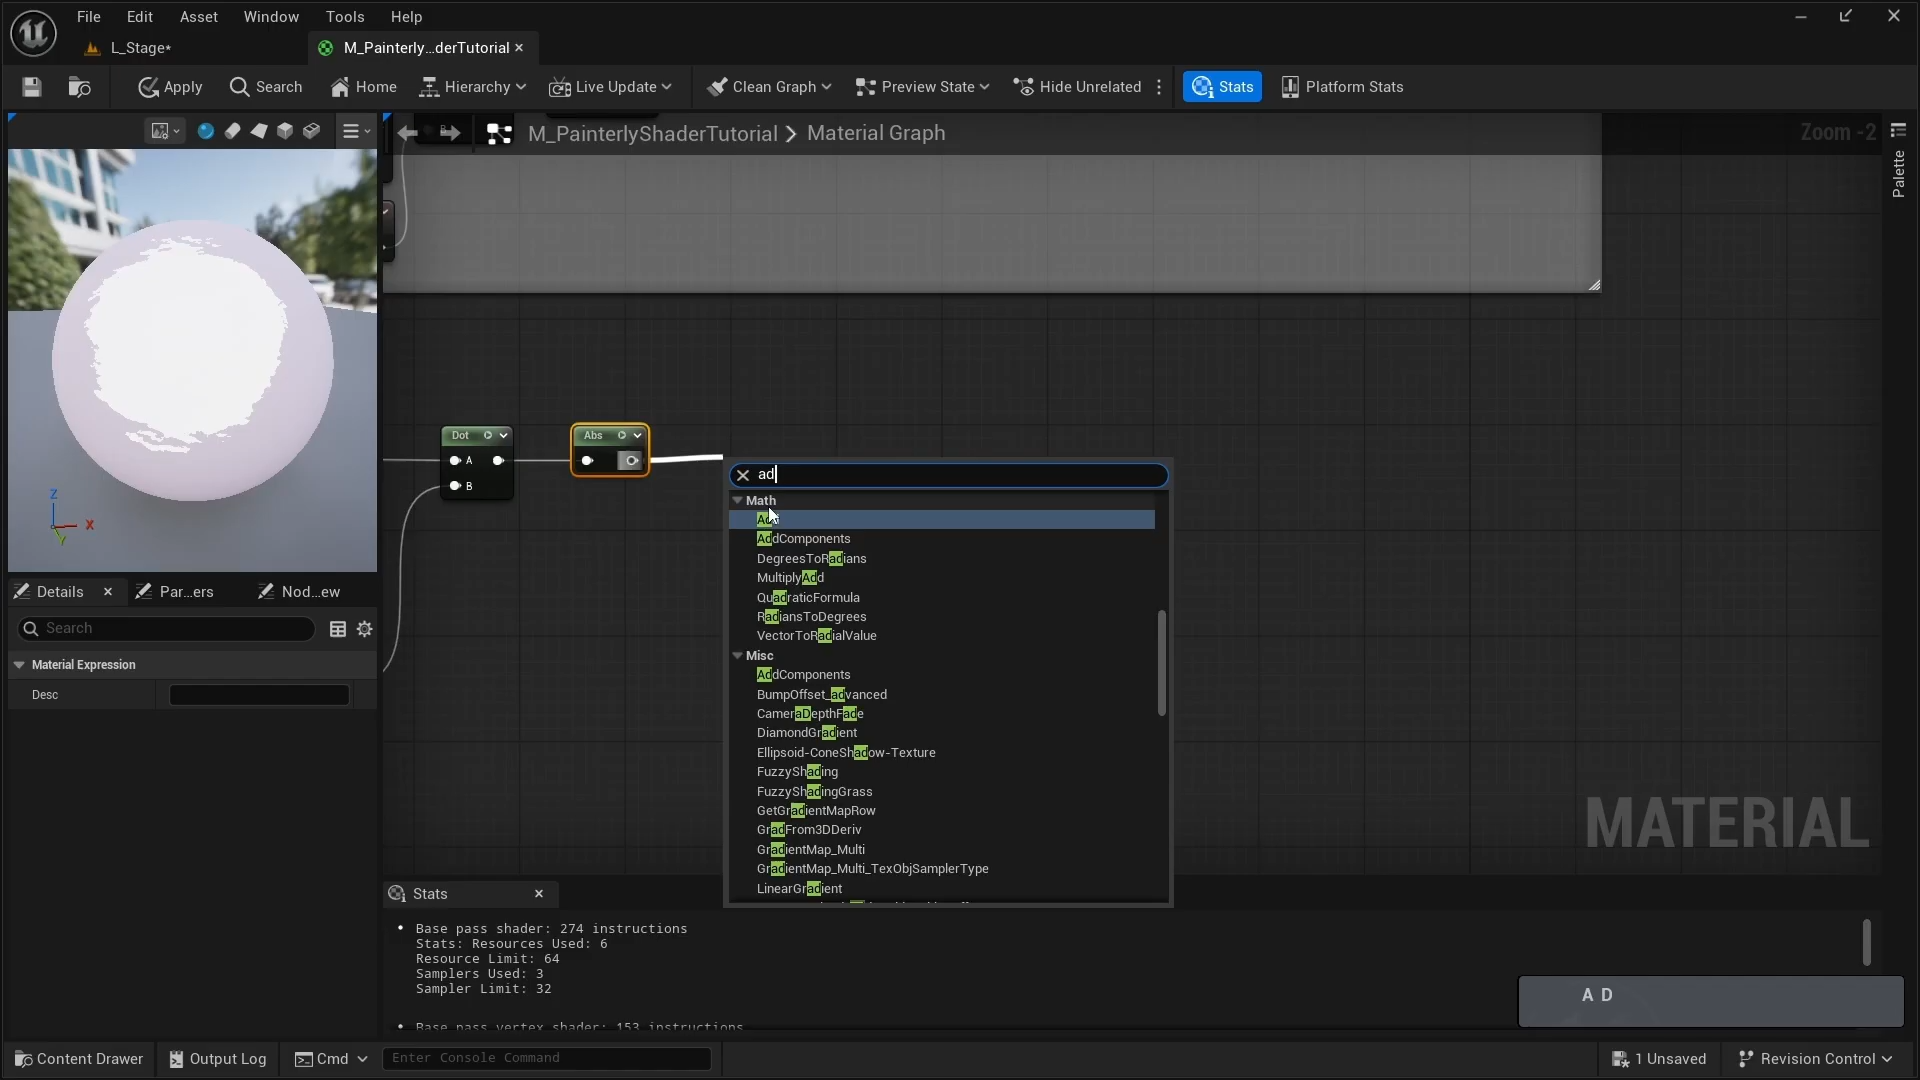 File Edit Asset Window Tools Help
L_Stage*
M_Painterly…derTutorial
Apply Search Home Hierarchy Live Update Clean Graph Preview State Hide Unrelated Stats Platform Stats
M_PainterlyShaderTutorial > Material Graph
Zoom -2
Palette
Dot
A
B
Abs
ad
Math
AddComponents
DegreesToRadians
MultiplyAdd
QuadraticFormula
RadiansToDegrees
VectorToRadialValue
Misc
AddComponents
BumpOffset_advanced
CameraDepthFade
DiamondGradient
Ellipsoid-ConeShadow-Texture
FuzzyShading
FuzzyShadingGrass
GetGradientMapRow
GradFrom3DDeriv
GradientMap_Multi
GradientMap_Multi_TexObjSamplerType
LinearGradient
Z
X
Y
Details Par…ers Nod…ew
Search
Material Expression
Desc
MATERIAL
Stats
• Base pass shader: 274 instructions
Stats: Resources Used: 6
Resource Limit: 64
Samplers Used: 3
Sampler Limit: 32
• Base pass vertex shader: 153 instructions
A D
Content Drawer Output Log Cmd Enter Console Command 1 Unsaved Revision Control